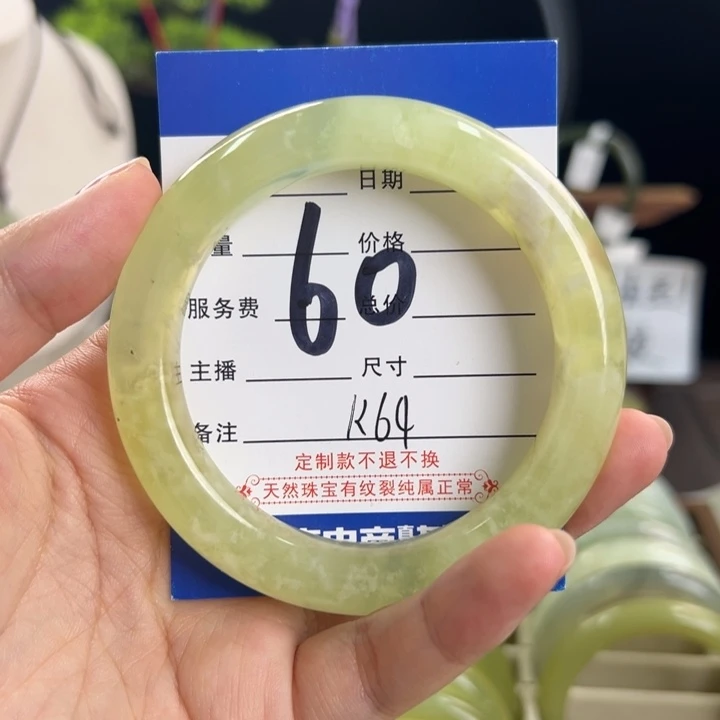 日期
量 60 价格
服务费 总价
主播 尺寸
备注 K64
定制款不退不换
天然珠宝有纹裂纯属正常